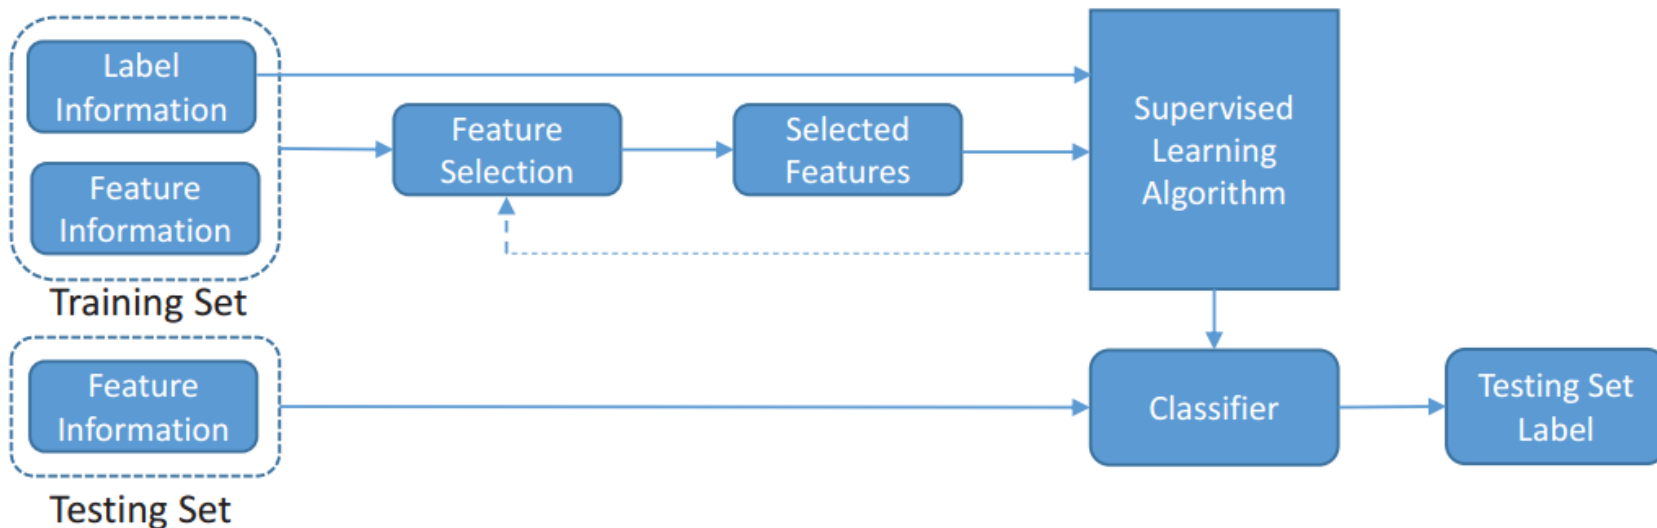 Label
Information
Feature
Information
Training Set
Feature
Selection
Selected
Features
Supervised
Learning
Algorithm
Feature
Information
Testing Set
Classifier
Testing Set
Label